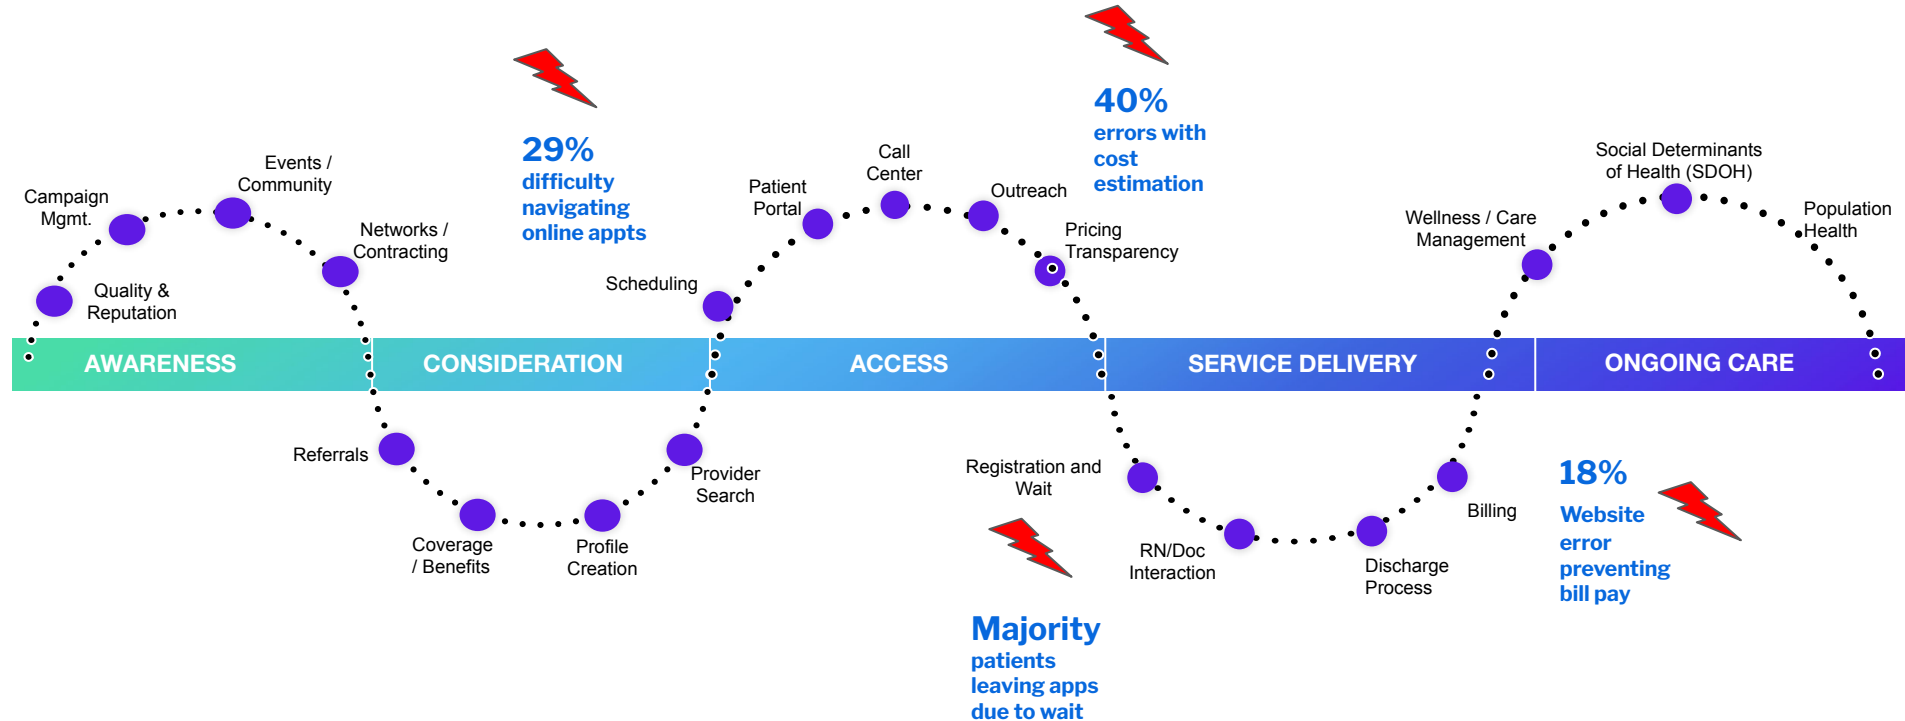 Campaign
Mgmt.
Quality &
Reputation
Events /
Community
Networks /
Contracting
29%
difficulty
navigating
online appts
Scheduling
Patient
Portal
Call
Center
Outreach
40%
errors with
cost
estimation
Pricing
Transparency
Wellness / Care
Management
Social Determinants
of Health (SDOH)
Population
Health
AWARENESS
CONSIDERATION
ACCESS
SERVICE DELIVERY
ONGOING CARE
Referrals
Coverage
/ Benefits
Profile
Creation
Provider
Search
Registration and
Wait
RN/Doc
Interaction
Discharge
Process
Billing
Majority
patients
leaving apps
due to wait
18%
Website
error
preventing
bill pay